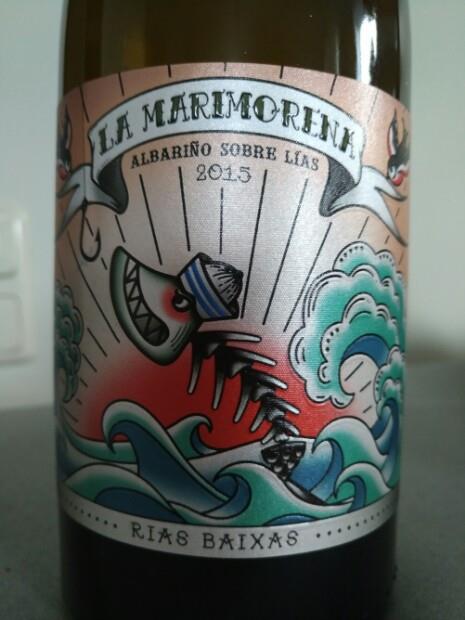 LA MARIMORENA
ALBARIÑO SOBRE LÍAS
2015
RIAS BAIXAS